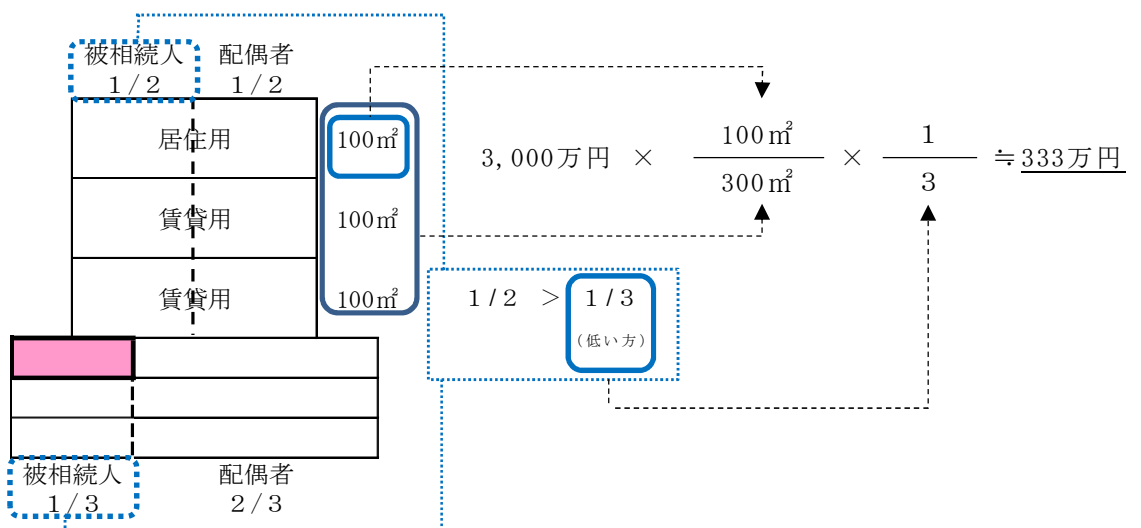 被相続人 配偶者
1/2 1/2
居住用 100㎡
賃貸用 100㎡
賃貸用 100㎡
3,000万円 × 100㎡/300㎡ × 1/3 ≒333万円
1/2 > 1/3
(低い方)
被相続人 配偶者
1/3 2/3